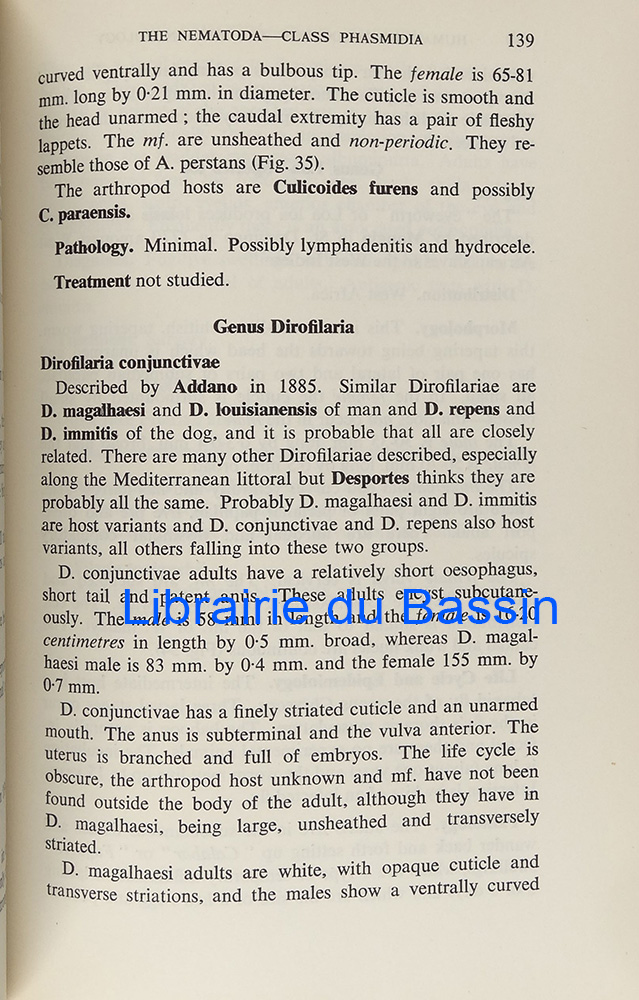 THE NEMATODA—CLASS PHASMIDIA 139
curved ventrally and has a bulbous tip. The female is 65-81
mm. long by 0·21 mm. in diameter. The cuticle is smooth and
the head unarmed ; the caudal extremity has a pair of fleshy
lappets. The mf. are unsheathed and non-periodic. They re-
semble those of A. perstans (Fig. 35).
The arthropod hosts are Culicoides furens and possibly
C. paraensis.
Pathology. Minimal. Possibly lymphadenitis and hydrocele.
Treatment not studied.
Genus Dirofilaria
Dirofilaria conjunctivae
Described by Addano in 1885. Similar Dirofilariae are
D. magalhaesi and D. louisianensis of man and D. repens and
D. immitis of the dog, and it is probable that all are closely
related. There are many other Dirofilariae described, especially
along the Mediterranean littoral but Desportes thinks they are
probably all the same. Probably D. magalhaesi and D. immitis
are host variants and D. conjunctivae and D. repens also host
variants, all others falling into these two groups.
D. conjunctivae adults have a relatively short oesophagus,
short tail and patent anus. These adults encyst subcutane-
ously. The male is 58 mm. in length and the female is 16-20
Librairie du Bassin
centimetres in length by 0·5 mm. broad, whereas D. magal-
haesi male is 83 mm. by 0·4 mm. and the female 155 mm. by
0·7 mm.
D. conjunctivae has a finely striated cuticle and an unarmed
mouth. The anus is subterminal and the vulva anterior. The
uterus is branched and full of embryos. The life cycle is
obscure, the arthropod host unknown and mf. have not been
found outside the body of the adult, although they have in
D. magalhaesi, being large, unsheathed and transversely
striated.
D. magalhaesi adults are white, with opaque cuticle and
transverse striations, and the males show a ventrally curved